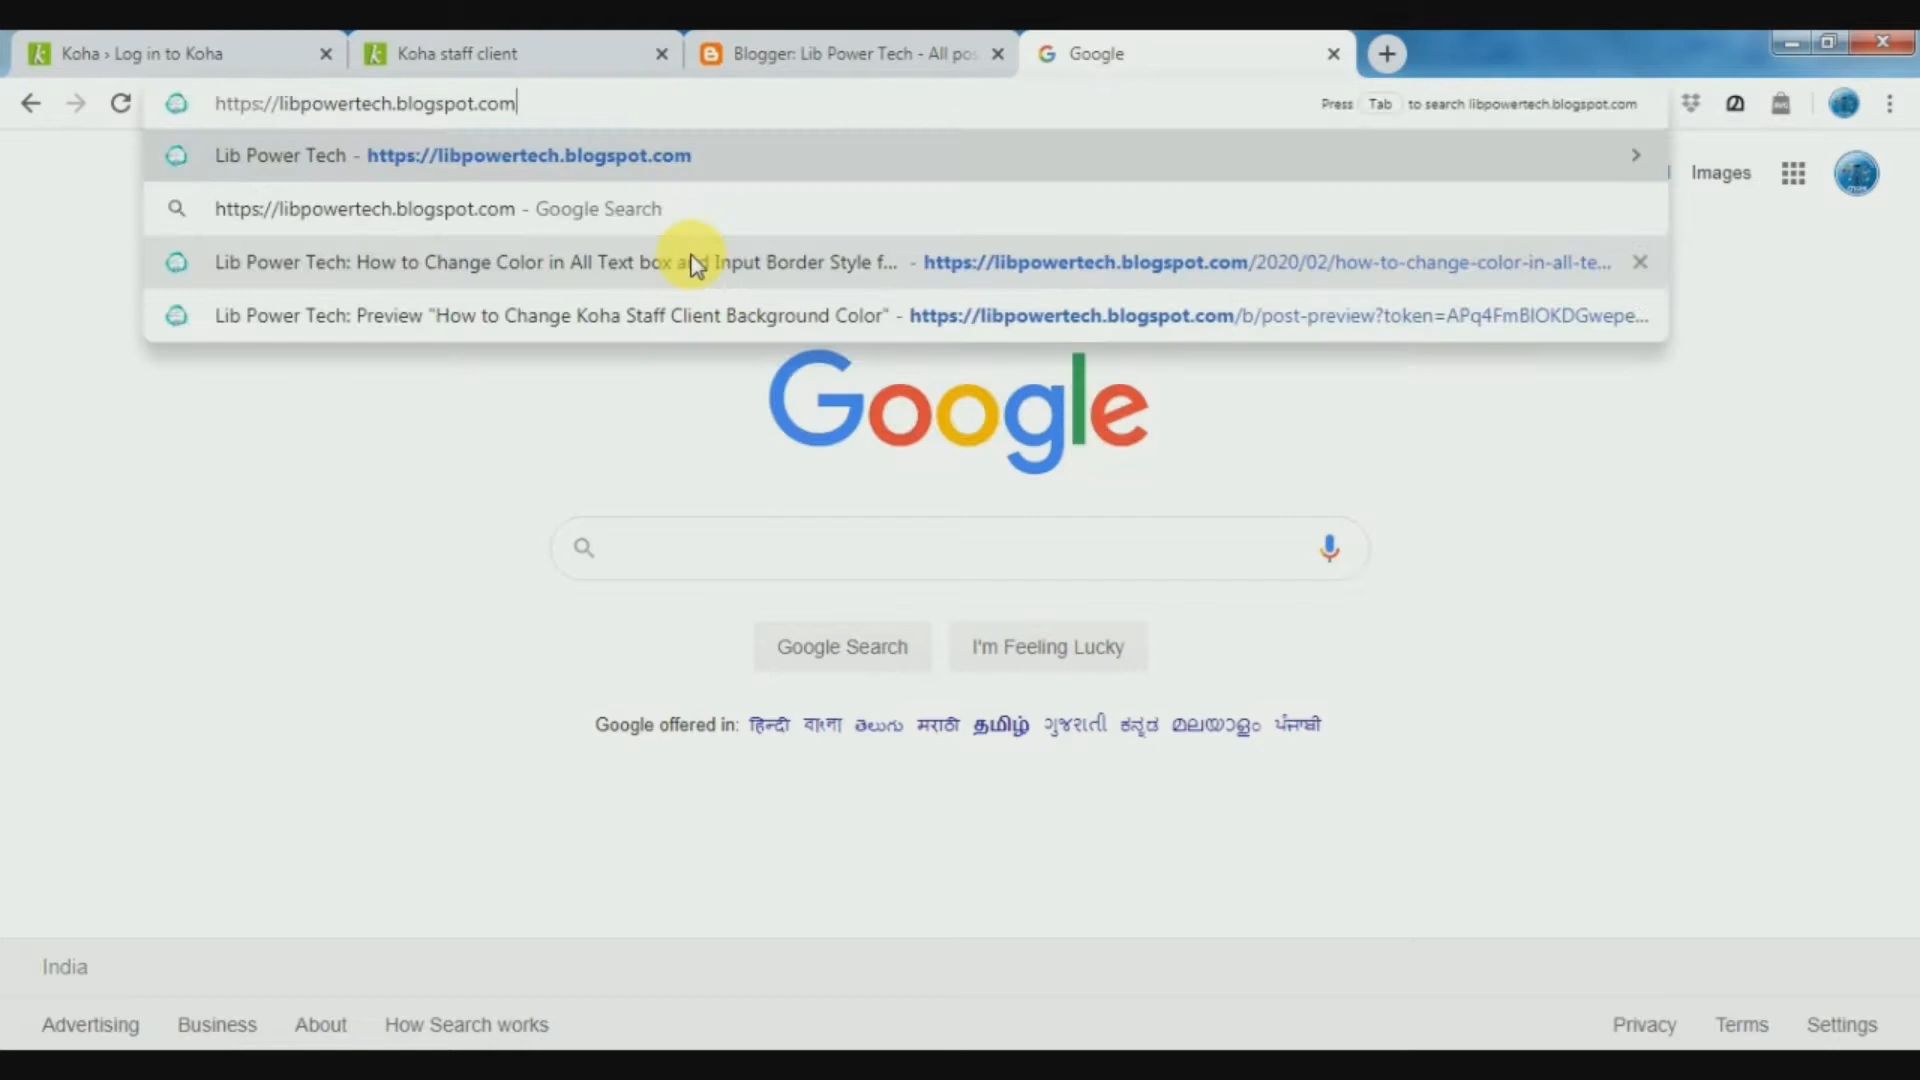 Koha › Log in to Koha
Koha staff client
Blogger: Lib Power Tech - All pos
Google
https://libpowertech.blogspot.com
Press Tab to search libpowertech.blogspot.com
Lib Power Tech - https://libpowertech.blogspot.com
Images
https://libpowertech.blogspot.com - Google Search
Lib Power Tech: How to Change Color in All Text box and Input Border Style f... - https://libpowertech.blogspot.com/2020/02/how-to-change-color-in-all-te...
Lib Power Tech: Preview "How to Change Koha Staff Client Background Color" - https://libpowertech.blogspot.com/b/post-preview?token=APq4FmBlOKDGwepe...
Google
Google Search
I'm Feeling Lucky
Google offered in: हिन्दी বাংলা తెలుగు मराठी தமிழ் ગુજરાતી ಕನ್ನಡ മലയാളം ਪੰਜਾਬੀ
India
Advertising Business About How Search works
Privacy Terms Settings